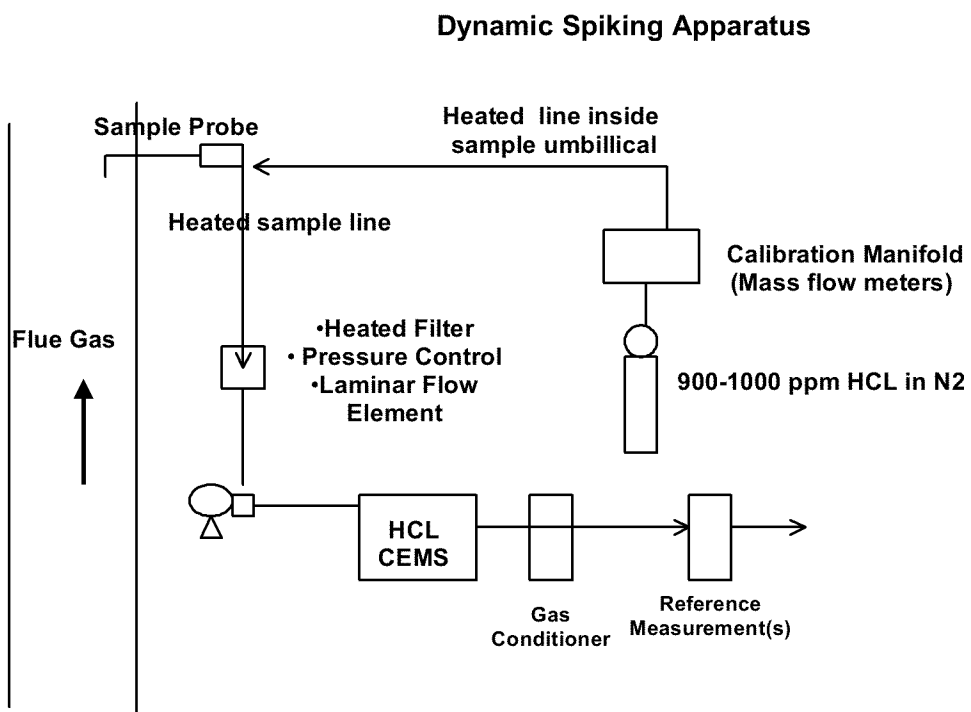 Dynamic Spiking Apparatus
Heated line inside
sample umbillical
Sample Probe
Heated sample line
Calibration Manifold
(Mass flow meters)
Flue Gas
•Heated Filter
• Pressure Control
•Laminar Flow
Element
900-1000 ppm HCL in N2
HCL
CEMS
Gas
Conditioner
Reference
Measurement(s)